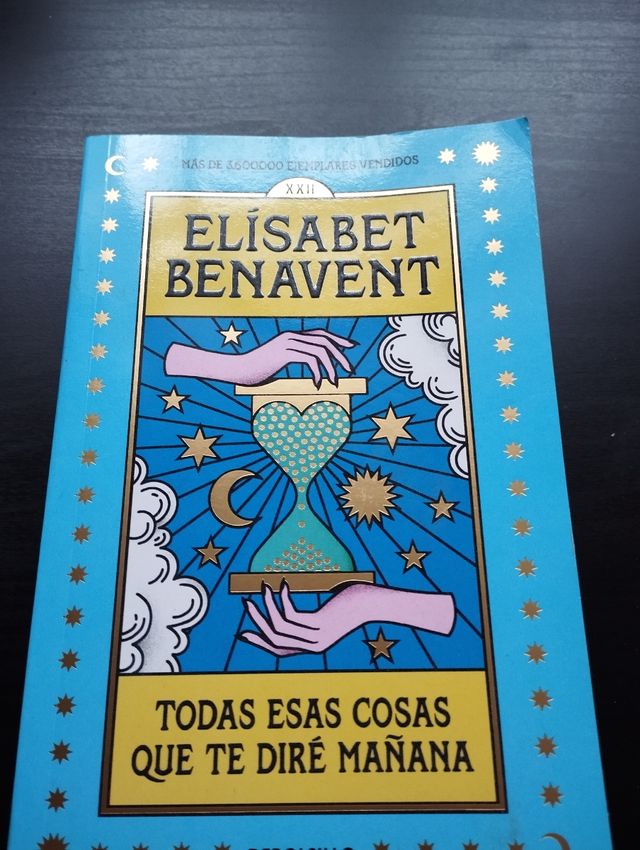 MÁS DE 3.600.000 EJEMPLARES VENDIDOS
XXII
ELÍSABET
BENAVENT
TODAS ESAS COSAS
QUE TE DIRÉ MAÑANA